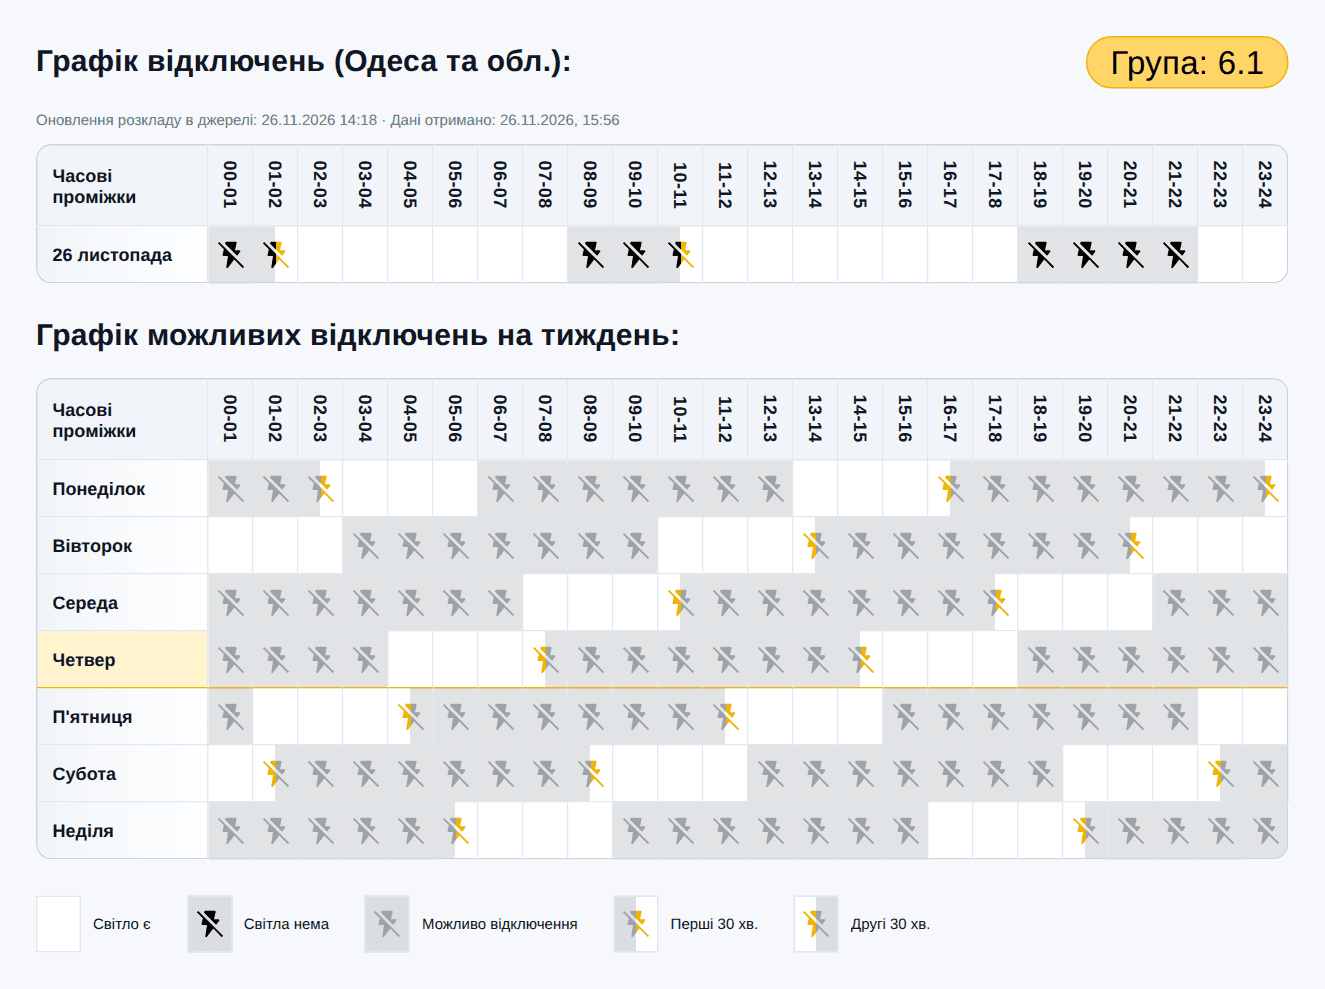 Графік відключень (Одеса та обл.):
Група: 6.1
Оновлення розкладу в джерелі: 26.11.2026 14:18 · Дані отримано: 26.11.2026, 15:56
Часові проміжки 00-01 01-02 02-03 03-04 04-05 05-06 06-07 07-08 08-09 09-10 10-11 11-12 12-13 13-14 14-15 15-16 16-17 17-18 18-19 19-20 20-21 21-22 22-23 23-24
26 листопада
Графік можливих відключень на тиждень:
Часові проміжки 00-01 01-02 02-03 03-04 04-05 05-06 06-07 07-08 08-09 09-10 10-11 11-12 12-13 13-14 14-15 15-16 16-17 17-18 18-19 19-20 20-21 21-22 22-23 23-24
Понеділок
Вівторок
Середа
Четвер
П'ятниця
Субота
Неділя
Світло є Світла нема Можливо відключення Перші 30 хв. Другі 30 хв.